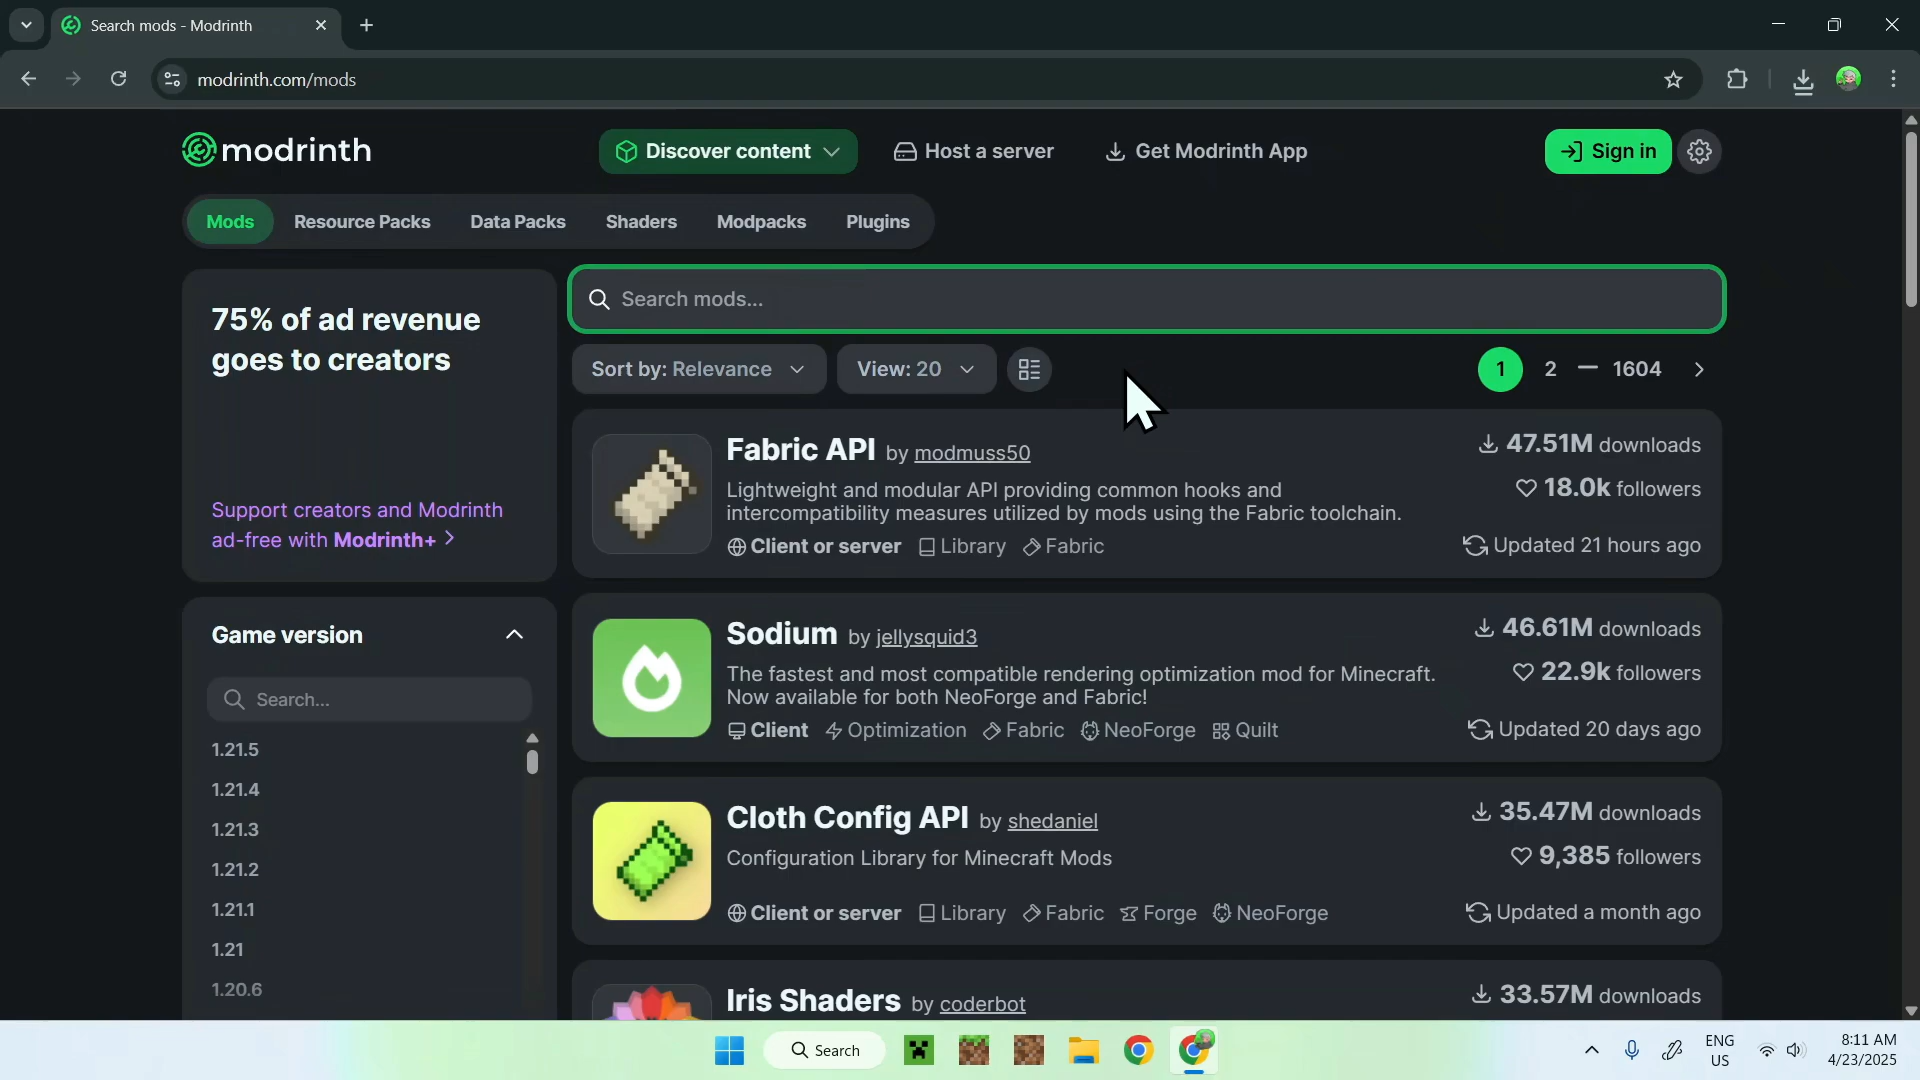 Search mods - Modrinth
modrinth.com/mods
modrinth
Discover content
Host a server
Get Modrinth App
Sign in
Mods
Resource Packs
Data Packs
Shaders
Modpacks
Plugins
75% of ad revenue
goes to creators
Support creators and Modrinth
ad-free with Modrinth+
Game version
Search...
1.21.5
1.21.4
1.21.3
1.21.2
1.21.1
1.21
1.20.6
Search mods...
Sort by: Relevance
View: 20
1
2
1604
Fabric API by modmuss50
Lightweight and modular API providing common hooks and
intercompatibility measures utilized by mods using the Fabric toolchain.
Client or server Library Fabric
47.51M downloads
18.0k followers
Updated 21 hours ago
Sodium by jellysquid3
The fastest and most compatible rendering optimization mod for Minecraft.
Now available for both NeoForge and Fabric!
Client Optimization Fabric NeoForge Quilt
46.61M downloads
22.9k followers
Updated 20 days ago
Cloth Config API by shedaniel
Configuration Library for Minecraft Mods
Client or server Library Fabric Forge NeoForge
35.47M downloads
9,385 followers
Updated a month ago
Iris Shaders by coderbot
33.57M downloads
Search
ENG
US
8:11 AM
4/23/2025